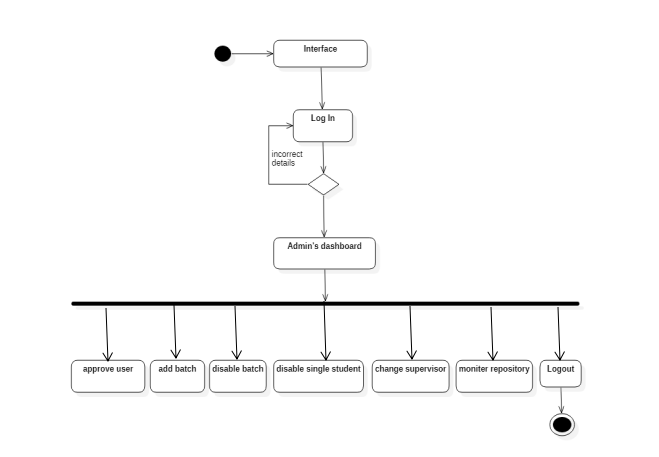 Interface
Log In
incorrect
details
Admin's dashboard
approve user
add batch
disable batch
disable single student
change supervisor
moniter repository
Logout